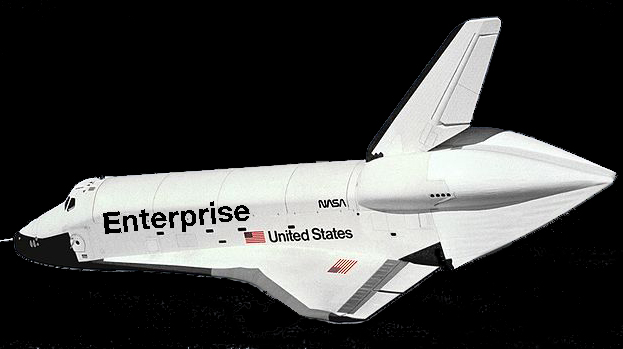 Enterprise
NASA
United States